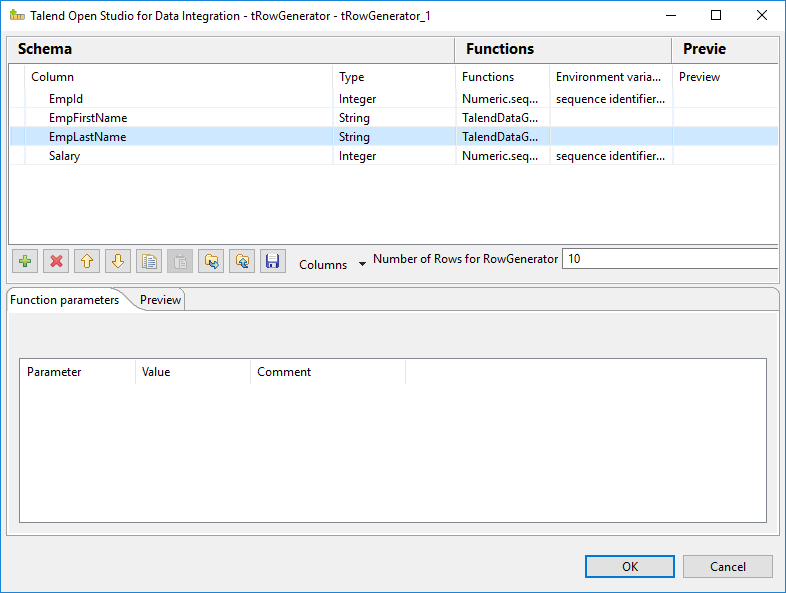 Talend Open Studio for Data Integration - tRowGenerator - tRowGenerator_1
Schema Functions Previe
Column Type Functions Environment varia... Preview
EmpId Integer Numeric.seq... sequence identifier...
EmpFirstName String TalendDataG...
EmpLastName String TalendDataG...
Salary Integer Numeric.seq... sequence identifier...
Columns Number of Rows for RowGenerator 10
Function parameters Preview
Parameter Value Comment
OK Cancel